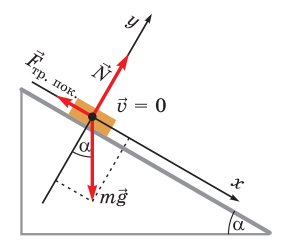 y
N⃗
F⃗тр. пок.
v⃗ = 0
α
x
mg⃗
α